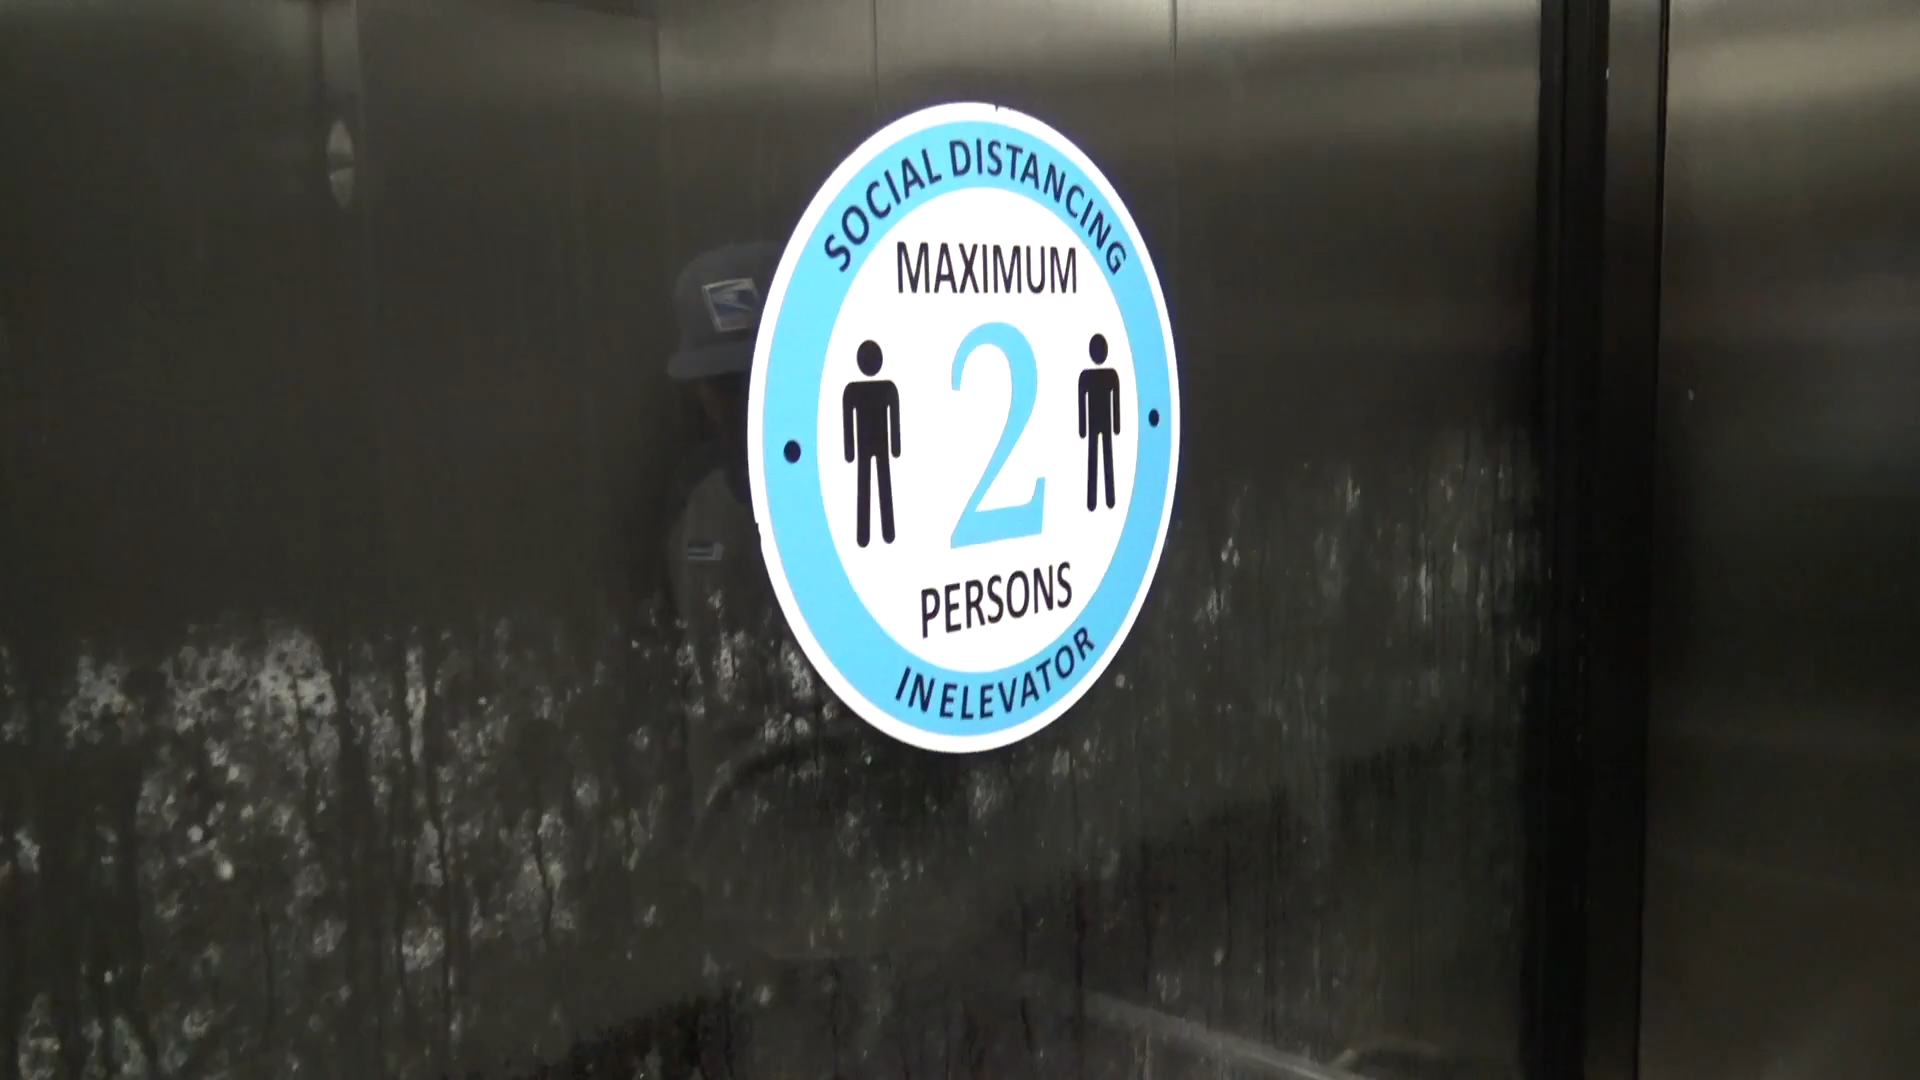 SOCIAL DISTANCING
MAXIMUM
2
PERSONS
IN ELEVATOR